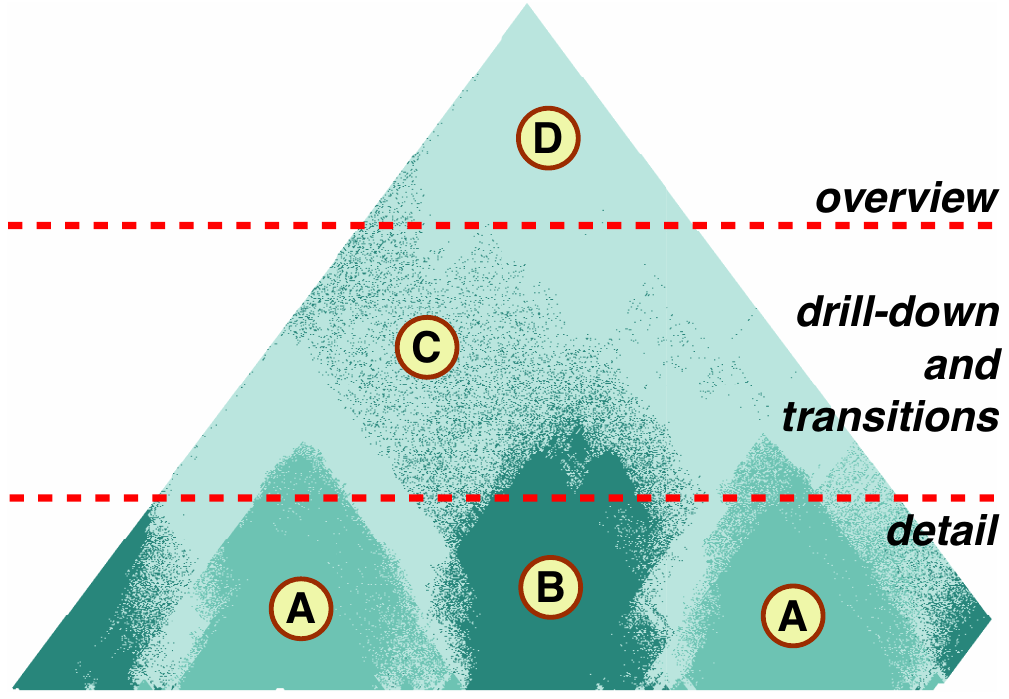 D
overview
drill-down
C
and
transitions
detail
B
A
A